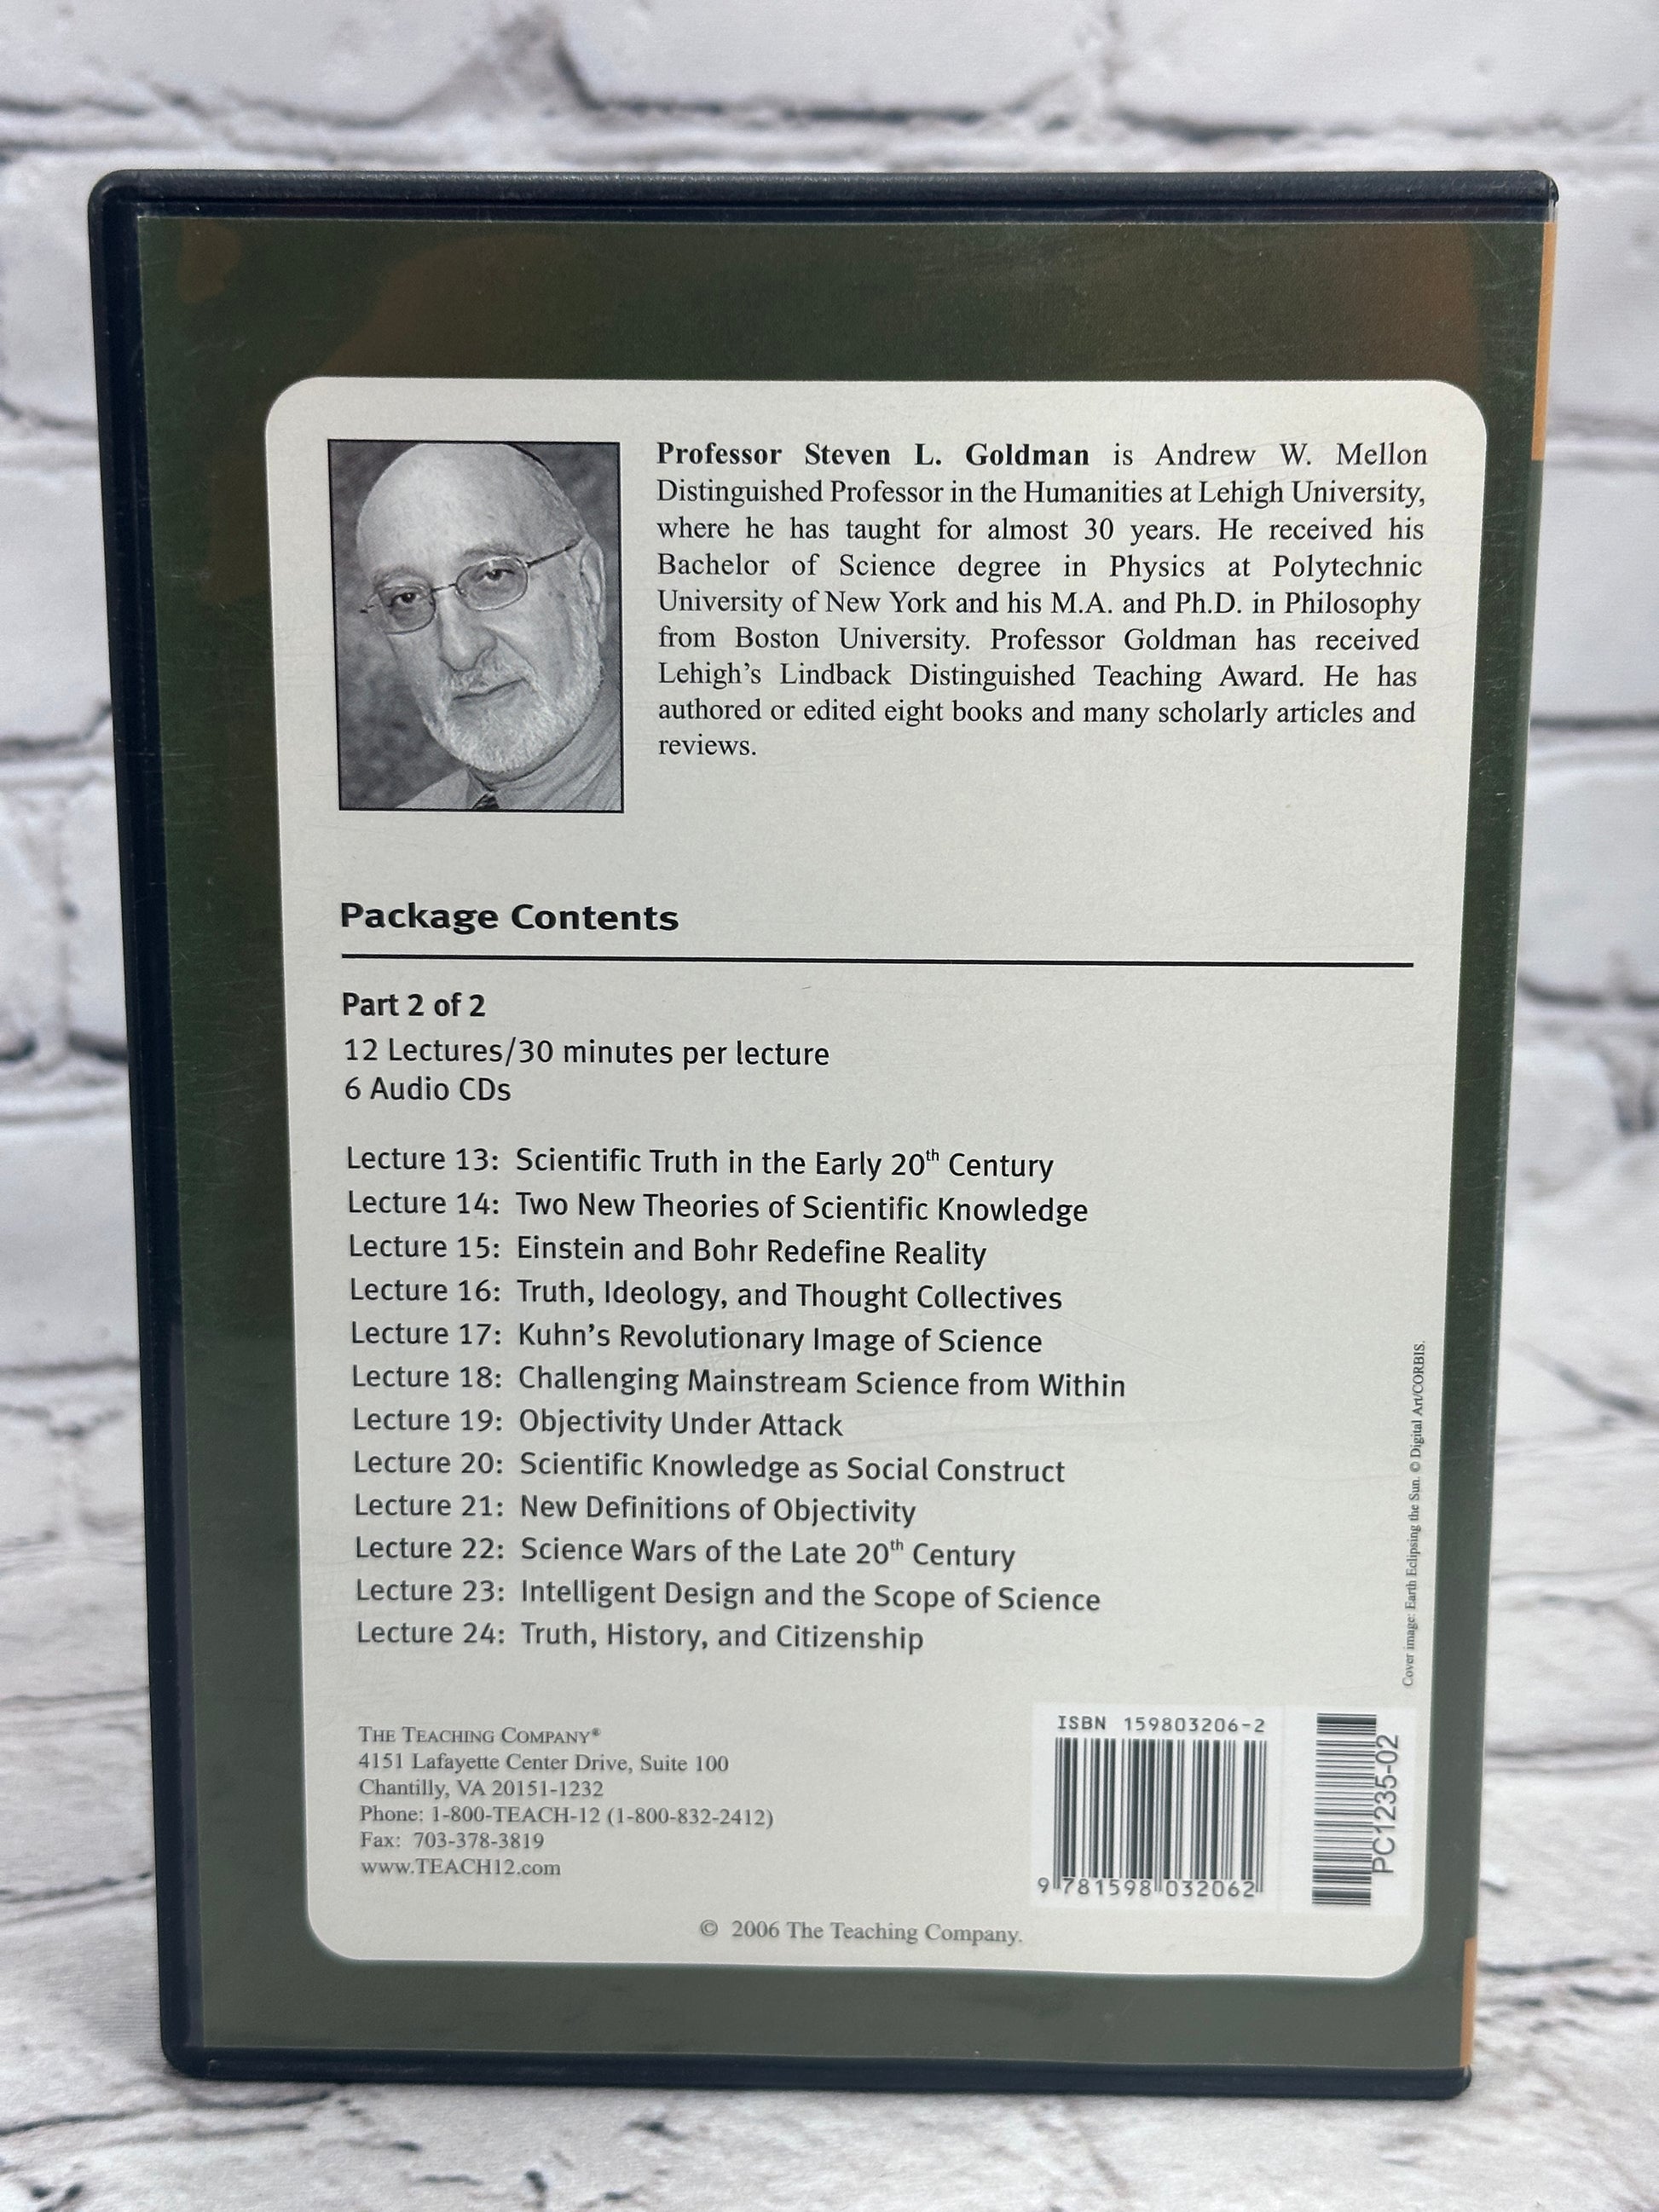 Professor Steven L. Goldman is Andrew W. Mellon
Distinguished Professor in the Humanities at Lehigh University,
where he has taught for almost 30 years. He received his
Bachelor of Science degree in Physics at Polytechnic
University of New York and his M.A. and Ph.D. in Philosophy
from Boston University. Professor Goldman has received
Lehigh's Lindback Distinguished Teaching Award. He has
authored or edited eight books and many scholarly articles and
reviews.
Package Contents
Part 2 of 2
12 Lectures/30 minutes per lecture
6 Audio CDs
Lecture 13: Scientific Truth in the Early 20th Century
Lecture 14: Two New Theories of Scientific Knowledge
Lecture 15: Einstein and Bohr Redefine Reality
Lecture 16: Truth, Ideology, and Thought Collectives
Lecture 17: Kuhn's Revolutionary Image of Science
Lecture 18: Challenging Mainstream Science from Within
Lecture 19: Objectivity Under Attack
Lecture 20: Scientific Knowledge as Social Construct
Lecture 21: New Definitions of Objectivity
Lecture 22: Science Wars of the Late 20th Century
Lecture 23: Intelligent Design and the Scope of Science
Lecture 24: Truth, History, and Citizenship
Cover image: Earth Eclipsing the Sun. © Digital Art/CORBIS.
THE TEACHING COMPANY®
4151 Lafayette Center Drive, Suite 100
Chantilly, VA 20151-1232
Phone: 1-800-TEACH-12 (1-800-832-2412)
Fax: 703-378-3819
www.TEACH12.com
ISBN 159803206-2
9 781598 032062
PC1235-02
© 2006 The Teaching Company.